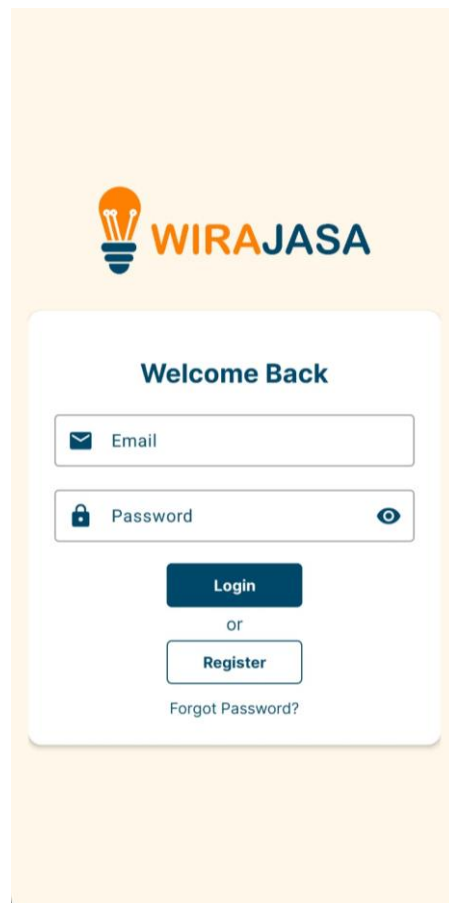 WIRAJASA
Welcome Back
Email
Password
Login
or
Register
Forgot Password?